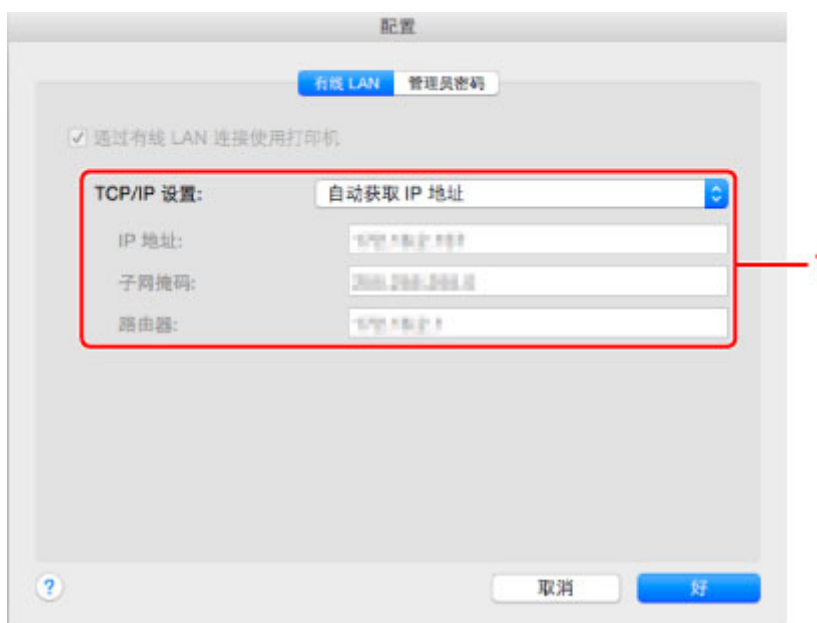 配置
有线 LAN 管理员密码
通过有线 LAN 连接使用打印机
TCP/IP 设置: 自动获取 IP 地址
IP 地址:
子网掩码:
路由器:
? 取消 好